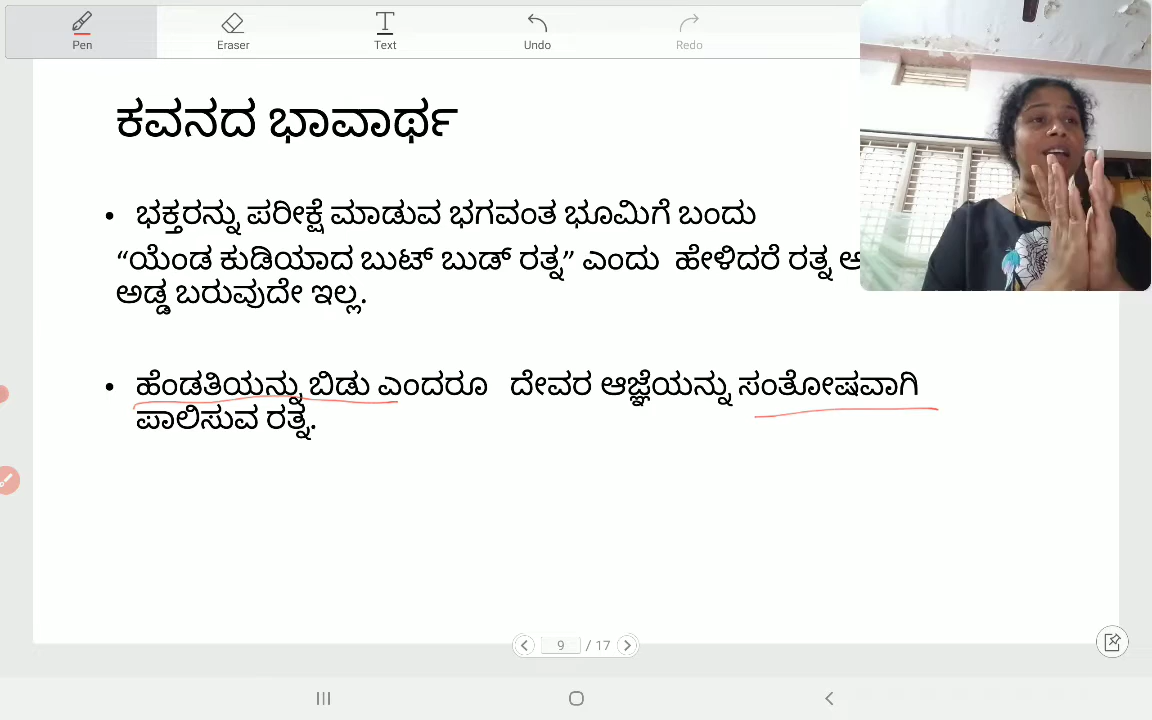 Pen Eraser Text Undo Redo
ಕವನದ ಭಾವಾರ್ಥ
• ಭಕ್ತರನ್ನು ಪರೀಕ್ಷೆ ಮಾಡುವ ಭಗವಂತ ಭೂಮಿಗೆ ಬಂದು
“ಯೆಂಡ ಕುಡಿಯಾದ ಬುಟ್ ಬುಡ್ ರತ್ನ” ಎಂದು ಹೇಳಿದರೆ ರತ್ನ
ಅಡ್ಡ ಬರುವುದೇ ಇಲ್ಲ.
• ಹೆಂಡತಿಯನ್ನು ಬಿಡು ಎಂದರೂ ದೇವರ ಆಜ್ಞೆಯನ್ನು ಸಂತೋಷವಾಗಿ
ಪಾಲಿಸುವ ರತ್ನ.
9 / 17